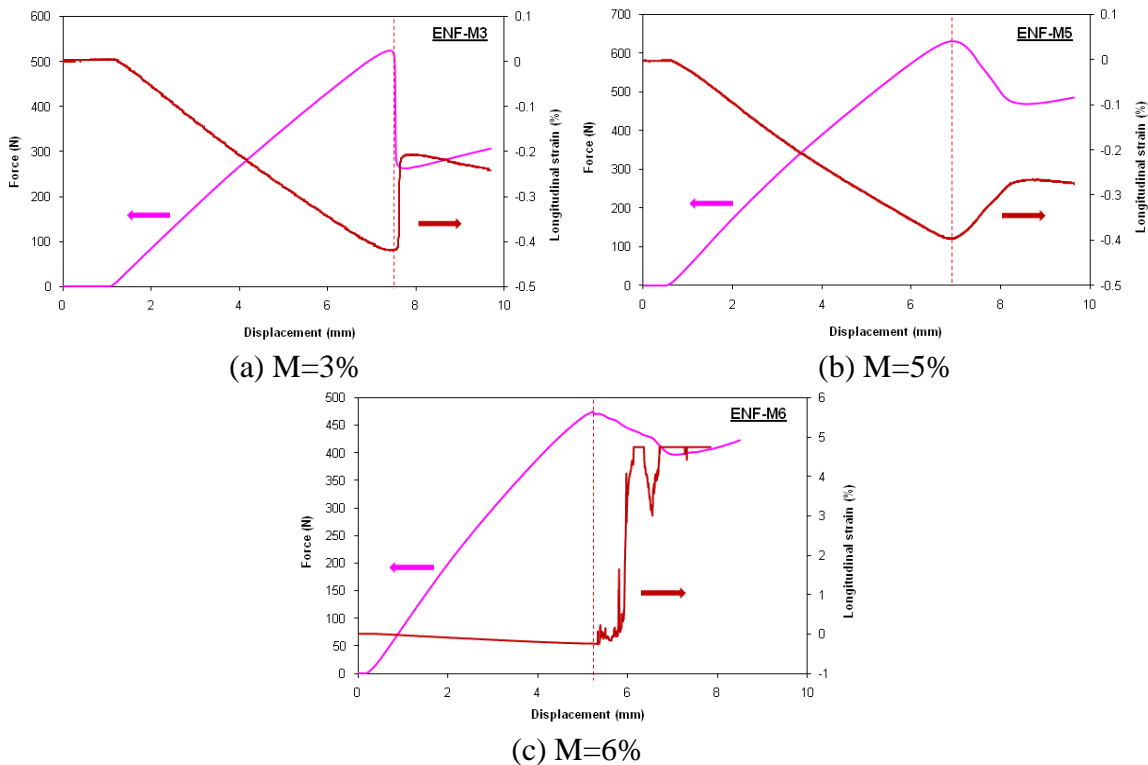 ENF-M3
Force (N)
600
500
400
300
200
100
0
0.1
0
-0.1
-0.2
-0.3
-0.4
-0.5
Longitudinal strain (%)
0 2 4 6 8 10
Displacement (mm)
(a) M=3%
ENF-M5
Force (N)
700
600
500
400
300
200
100
0
0.1
0
-0.1
-0.2
-0.3
-0.4
-0.5
Longitudinal strain (%)
0 2 4 6 8 10
Displacement (mm)
(b) M=5%
ENF-M6
Force (N)
500
450
400
350
300
250
200
150
100
50
0
6
5
4
3
2
1
0
-1
Longitudinal strain (%)
0 2 4 6 8 10
Displacement (mm)
(c) M=6%